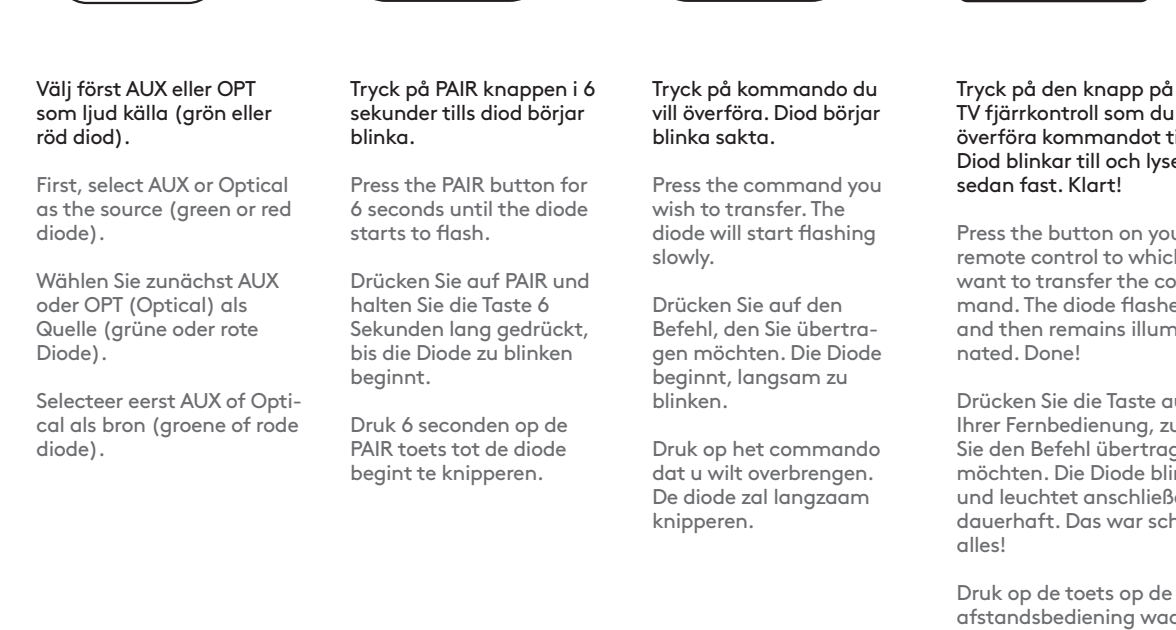 Välj först AUX eller OPT
som ljud källa (grön eller
röd diod).
First, select AUX or Optical
as the source (green or red
diode).
Wählen Sie zunächst AUX
oder OPT (Optical) als
Quelle (grüne oder rote
Diode).
Selecteer eerst AUX of Opti-
cal als bron (groene of rode
diode).
Tryck på PAIR knappen i 6
sekunder tills diod börjar
blinka.
Press the PAIR button for
6 seconds until the diode
starts to flash.
Drücken Sie auf PAIR und
halten Sie die Taste 6
Sekunden lang gedrückt,
bis die Diode zu blinken
beginnt.
Druk 6 seconden op de
PAIR toets tot de diode
begint te knipperen.
Tryck på kommando du
vill överföra. Diod börjar
blinka sakta.
Press the command you
wish to transfer. The
diode will start flashing
slowly.
Drücken Sie auf den
Befehl, den Sie übertra-
gen möchten. Die Diode
beginnt, langsam zu
blinken.
Druk op het commando
dat u wilt overbrengen.
De diode zal langzaam
knipperen.
Tryck på den knapp på
TV fjärrkontroll som du
överföra kommandot
Diod blinkar till och
sedan fast. Klart!
Press the button on
remote control to
want to transfer the
mand. The diode
and then remains
nated. Done!
Drücken Sie die Taste
Ihrer Fernbedienung,
Sie den Befehl
möchten. Die Diode
und leuchtet
dauerhaft. Das war
alles!
Druk op de toets op de
afstandsbediening